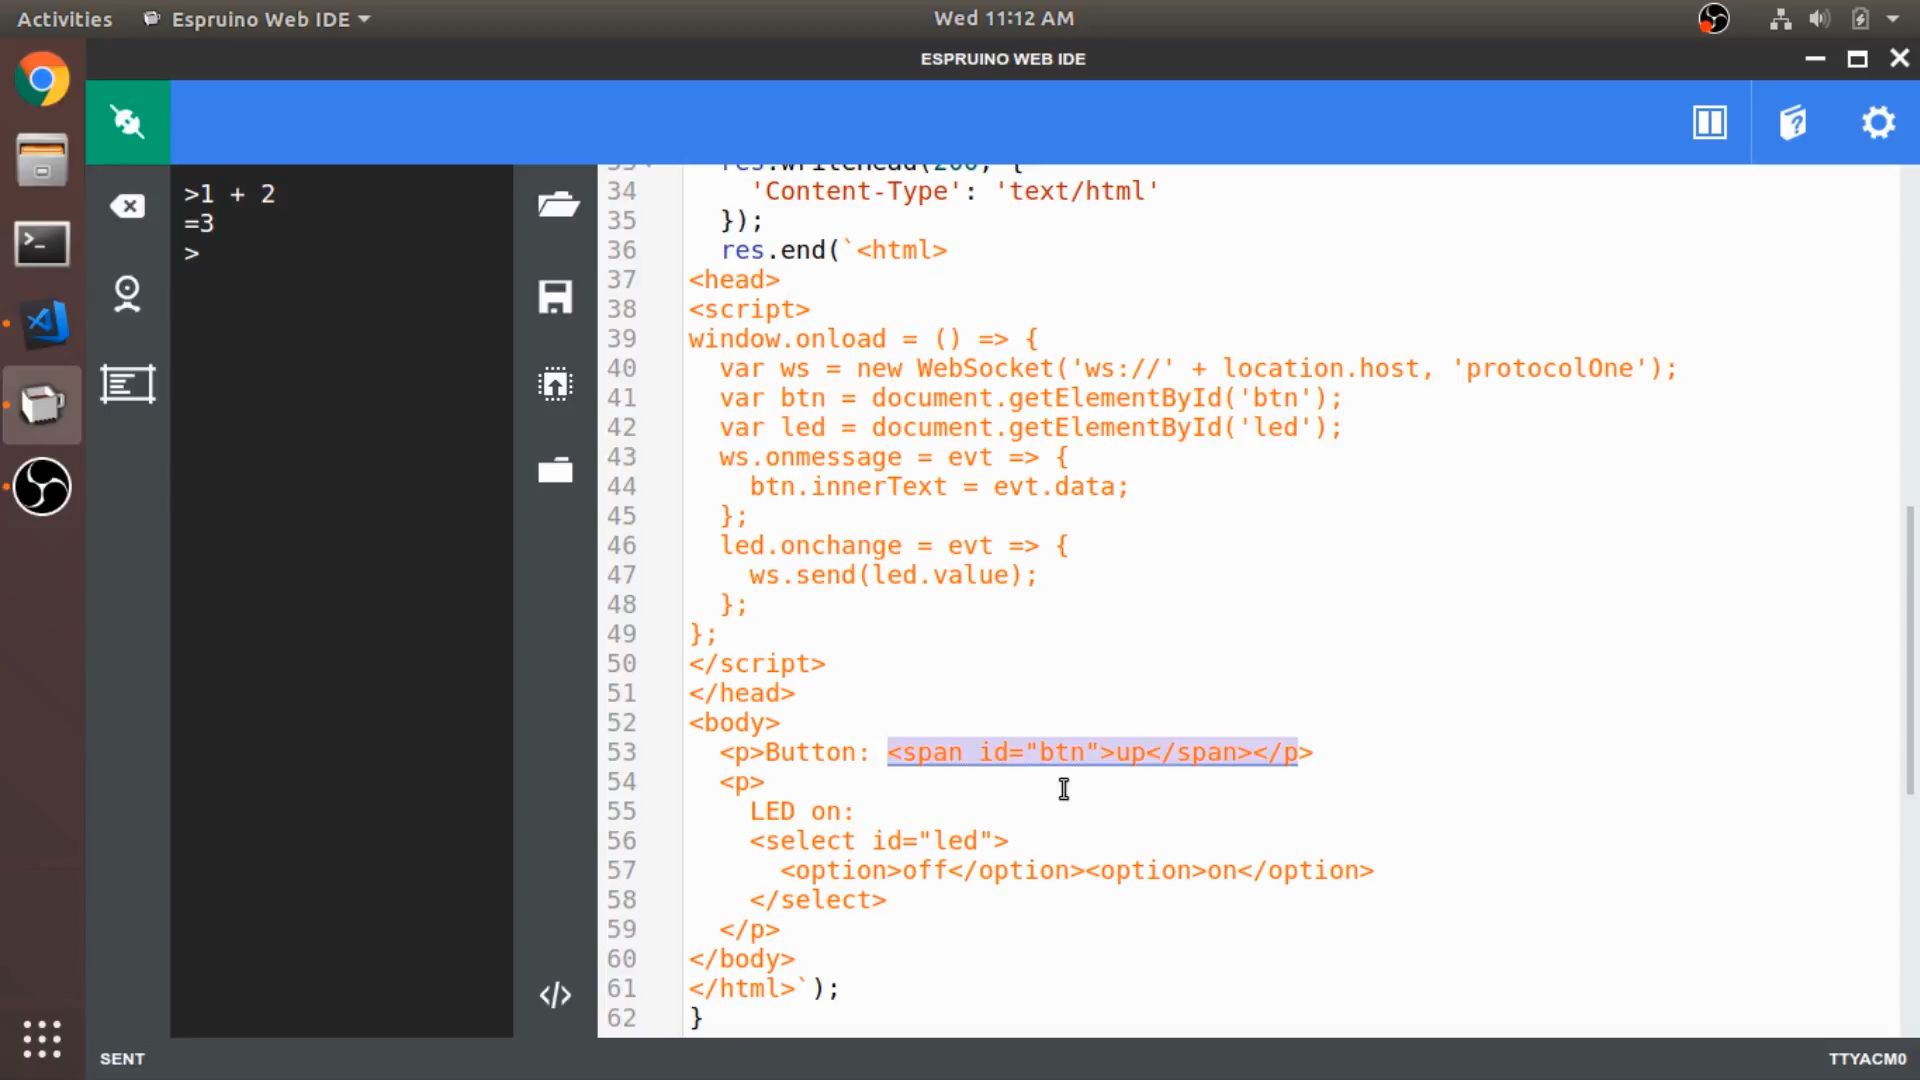 Activities Espruino Web IDE Wed 11:12 AM
ESPRUINO WEB IDE
>1 + 2
=3
>
33 res.writeHead(200, {
34 'Content-Type': 'text/html'
35 });
36 res.end(`<html>
37 <head>
38 <script>
39 window.onload = () => {
40 var ws = new WebSocket('ws://' + location.host, 'protocolOne');
41 var btn = document.getElementById('btn');
42 var led = document.getElementById('led');
43 ws.onmessage = evt => {
44 btn.innerText = evt.data;
45 };
46 led.onchange = evt => {
47 ws.send(led.value);
48 };
49 };
50 </script>
51 </head>
52 <body>
53 <p>Button: <span id="btn">up</span></p>
54 <p>
55 LED on:
56 <select id="led">
57 <option>off</option><option>on</option>
58 </select>
59 </p>
60 </body>
61 </html>`);
62 }
SENT TTYACM0